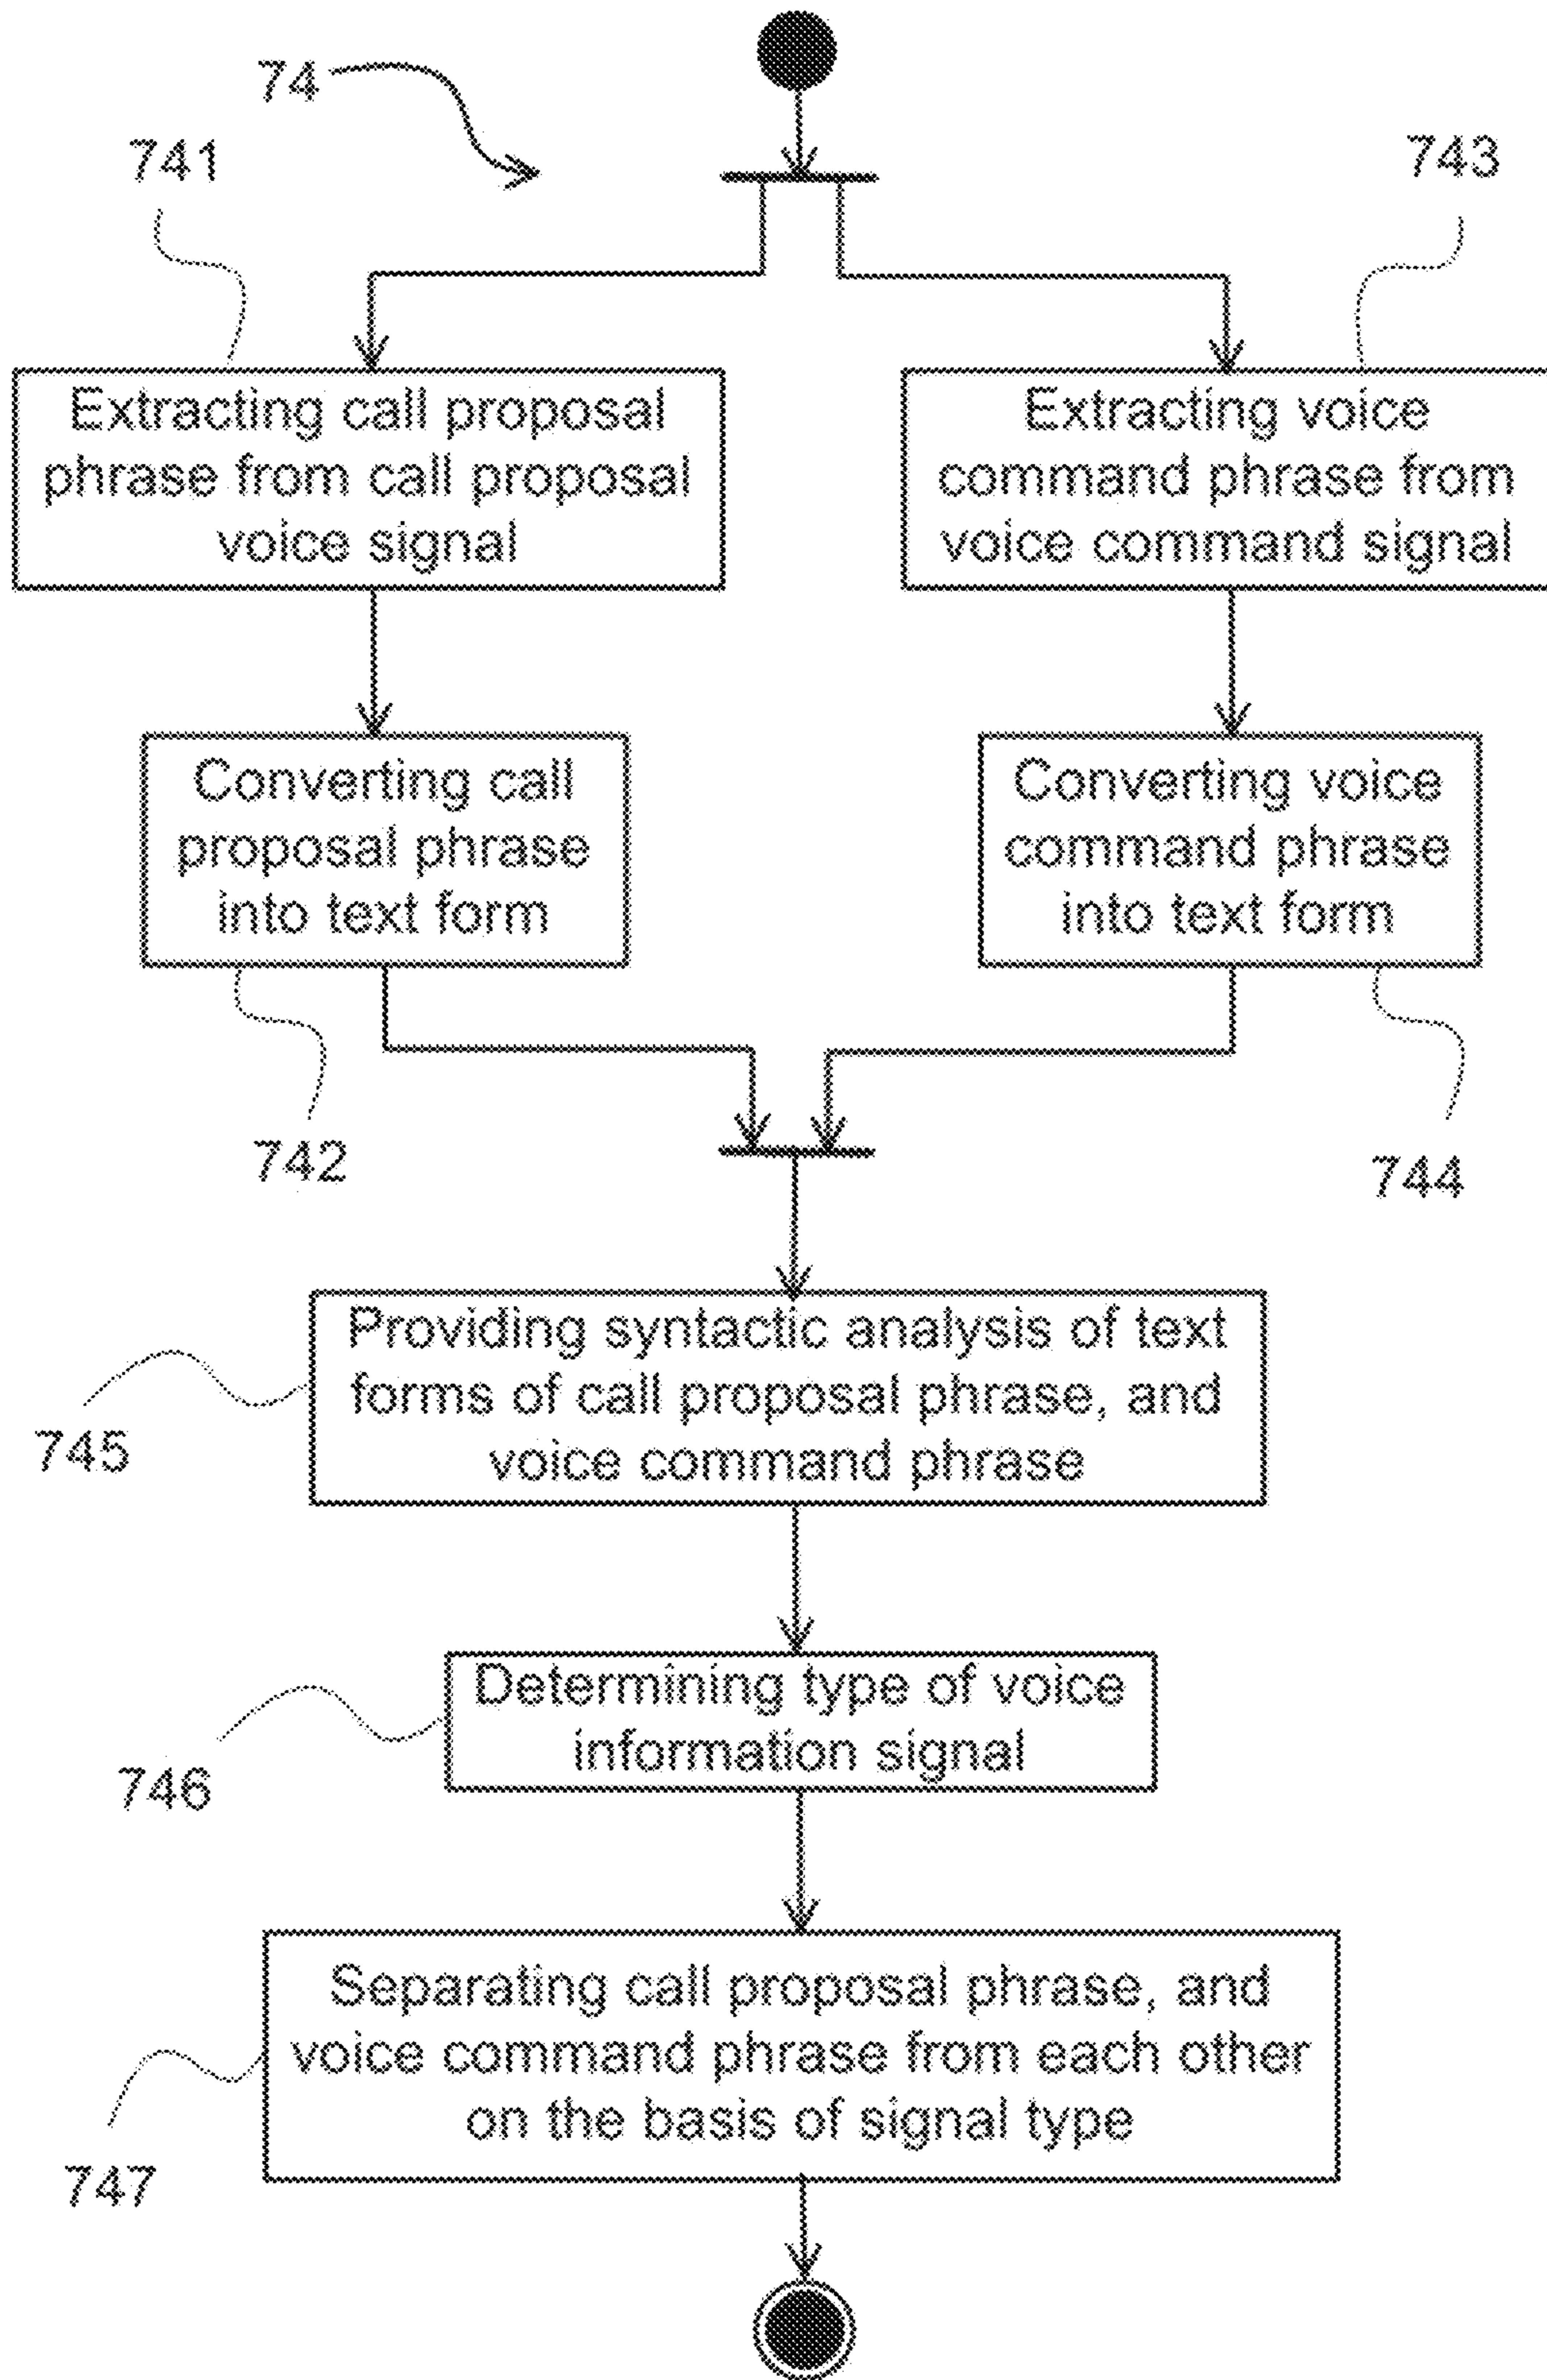 74
741
743
Extracting call proposal
phrase from call proposal
voice signal
Extracting voice
command phrase from
voice command signal
Converting call
proposal phrase
into text form
Converting voice
command phrase
into text form
742
744
Providing syntactic analysis of text
forms of call proposal phrase, and
voice command phrase
745
Determining type of voice
information signal
746
Separating call proposal phrase, and
voice command phrase from each other
on the basis of signal type
747